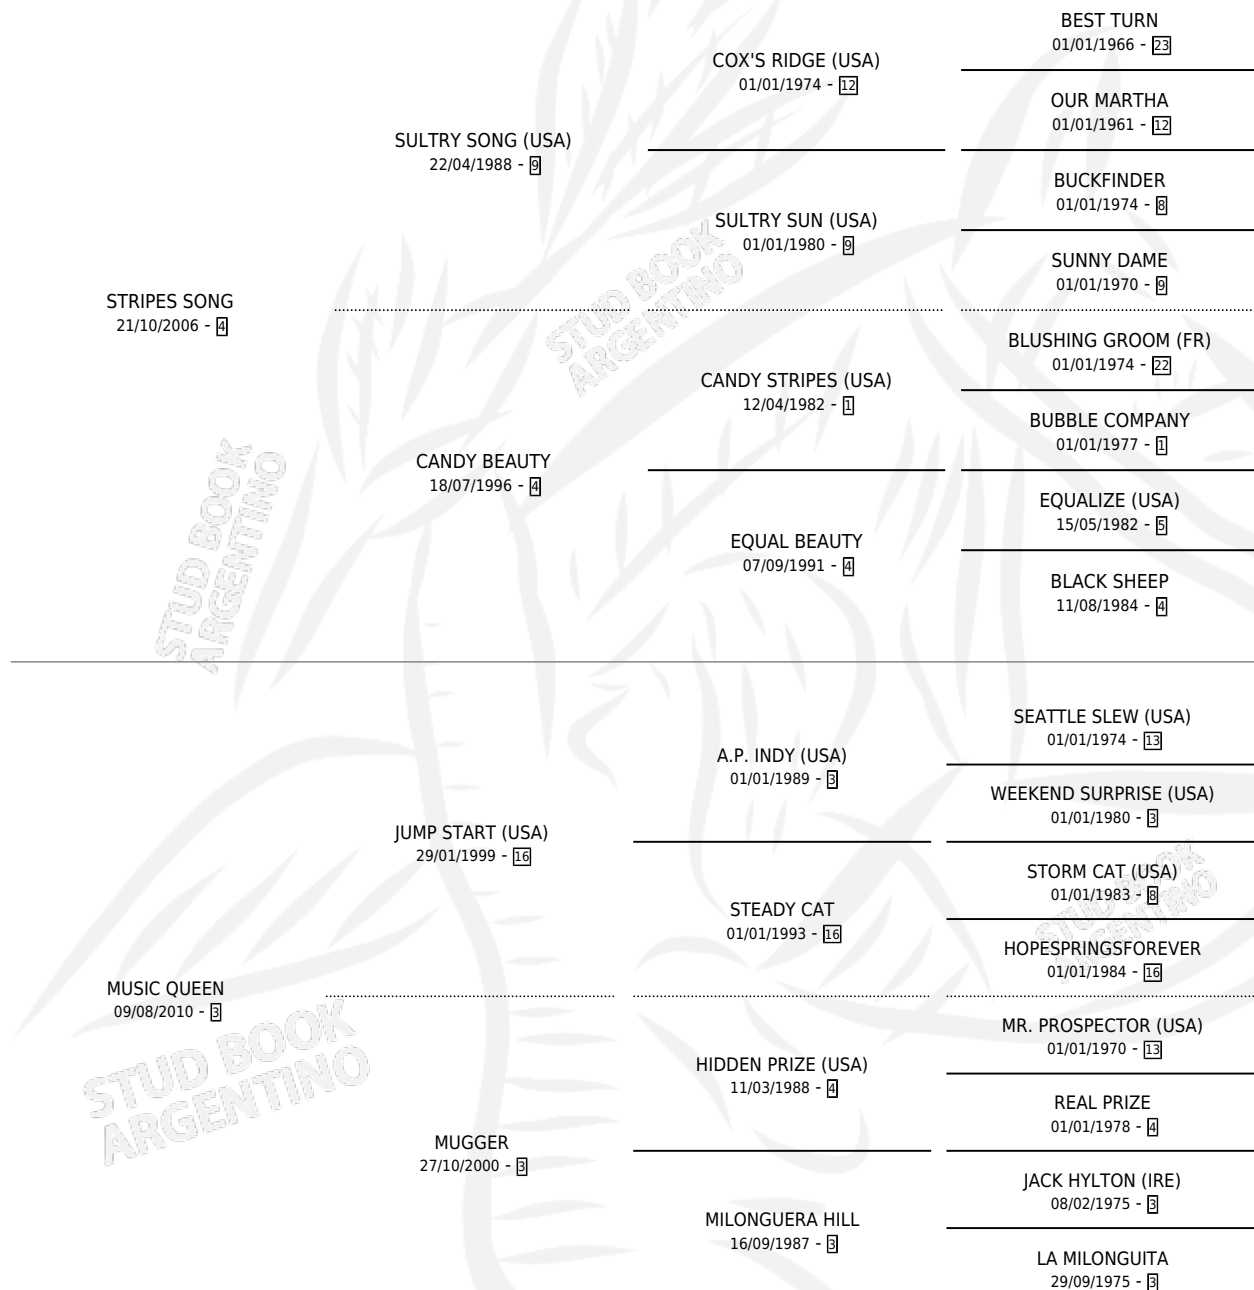 BEST TURN
01/01/1966 - 23
COX'S RIDGE (USA)
01/01/1974 - 12
OUR MARTHA
01/01/1961 - 12
SULTRY SONG (USA)
22/04/1988 - 9
BUCKFINDER
01/01/1974 - 8
SULTRY SUN (USA)
01/01/1980 - 9
SUNNY DAME
01/01/1970 - 9
STRIPES SONG
21/10/2006 - 4
BLUSHING GROOM (FR)
01/01/1974 - 22
CANDY STRIPES (USA)
12/04/1982 - 1
BUBBLE COMPANY
01/01/1977 - 1
CANDY BEAUTY
18/07/1996 - 4
EQUALIZE (USA)
15/05/1982 - 5
EQUAL BEAUTY
07/09/1991 - 4
BLACK SHEEP
11/08/1984 - 4
STUD BOOK
ARGENTINO
STUD BOOK
ARGENTINO
SEATTLE SLEW (USA)
01/01/1974 - 13
A.P. INDY (USA)
01/01/1989 - 3
WEEKEND SURPRISE (USA)
01/01/1980 - 3
JUMP START (USA)
29/01/1999 - 16
STORM CAT (USA)
01/01/1983 - 8
STEADY CAT
01/01/1993 - 16
HOPESPRINGSFOREVER
01/01/1984 - 16
MUSIC QUEEN
09/08/2010 - 3
MR. PROSPECTOR (USA)
01/01/1970 - 13
HIDDEN PRIZE (USA)
11/03/1988 - 4
REAL PRIZE
01/01/1978 - 4
MUGGER
27/10/2000 - 3
JACK HYLTON (IRE)
08/02/1975 - 3
MILONGUERA HILL
16/09/1987 - 3
LA MILONGUITA
29/09/1975 - 3
STUD BOOK
ARGENTINO
STUD BOOK
ARGENTINO